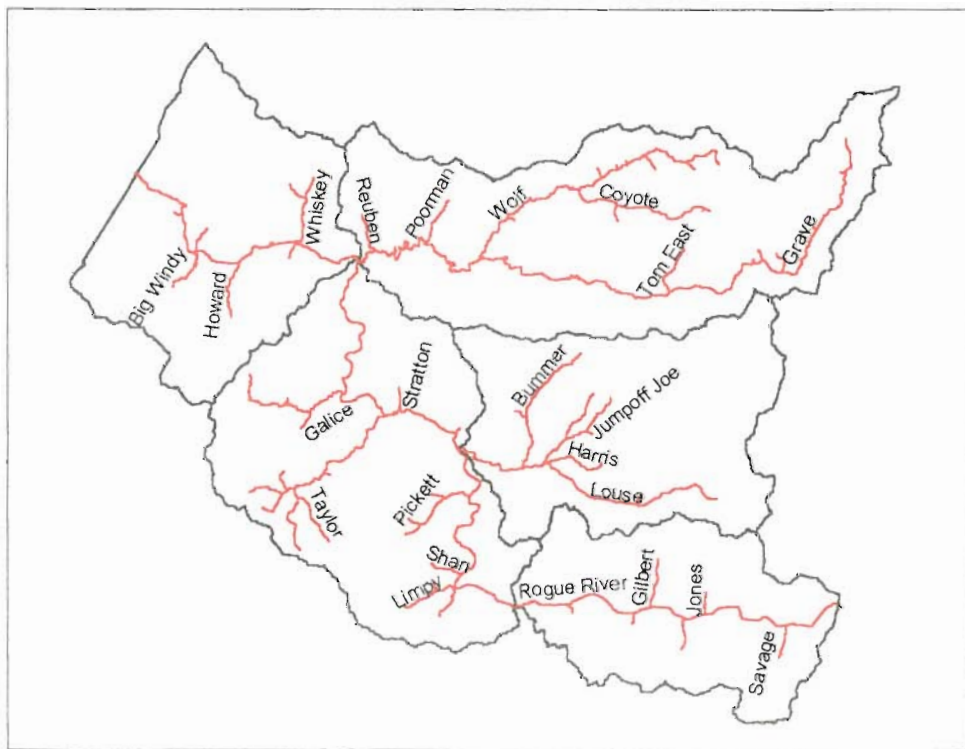 Whiskey
Reuben
Poorman
Wolf
Coyote
Tom East
Grave
Big Windy
Howard
Galice
Stratton
Bummer
Jumpoff Joe
Harris
Louse
Taylor
Pickett
Shan
Limpy
Rogue River
Gilbert
Jones
Savage